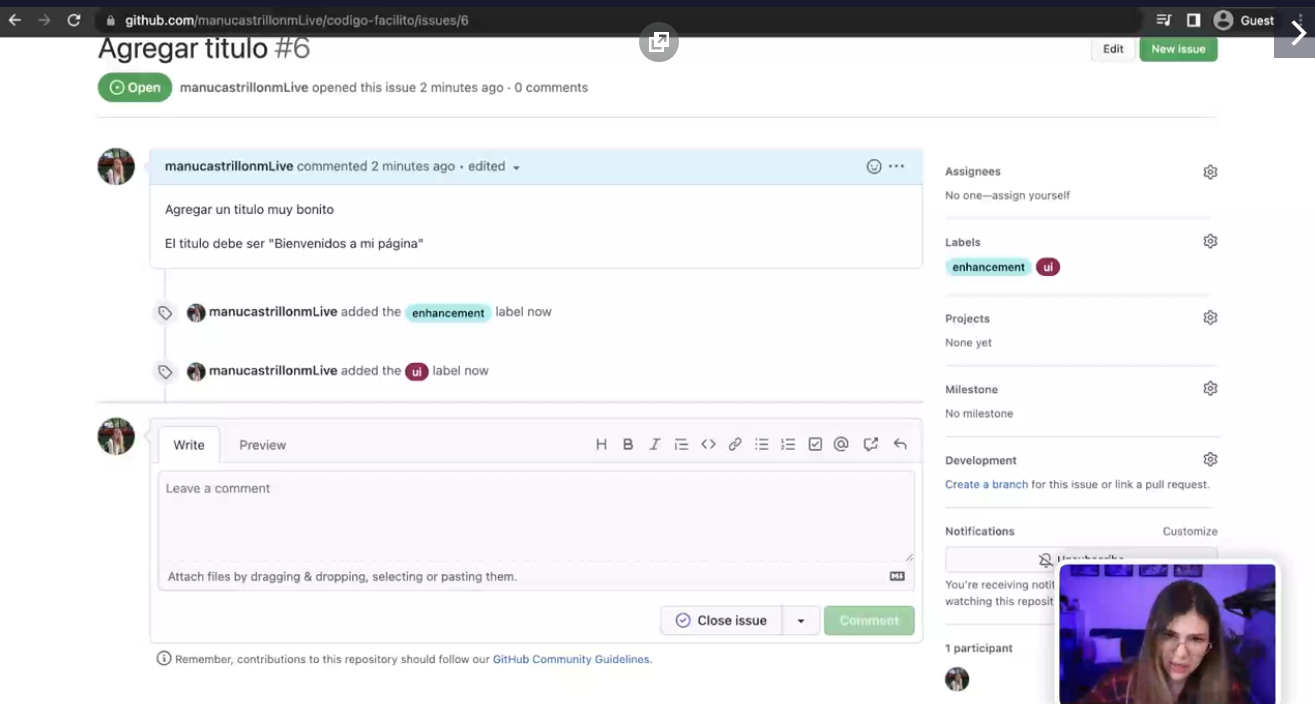 github.com/manucastrillonmLive/codigo-facilito/issues/6
Guest
Agregar titulo #6
Edit
New issue
Open
manucastrillonmLive opened this issue 2 minutes ago · 0 comments
manucastrillonmLive commented 2 minutes ago • edited
Agregar un titulo muy bonito
El titulo debe ser "Bienvenidos a mi página"
manucastrillonmLive added the enhancement label now
manucastrillonmLive added the ui label now
Write
Preview
H B I
Leave a comment
Attach files by dragging & dropping, selecting or pasting them.
Close issue
Comment
Remember, contributions to this repository should follow our GitHub Community Guidelines.
Assignees
No one—assign yourself
Labels
enhancement ui
Projects
None yet
Milestone
No milestone
Development
Create a branch for this issue or link a pull request.
Notifications
Customize
Unsubscribe
You're receiving noti
watching this reposit
1 participant